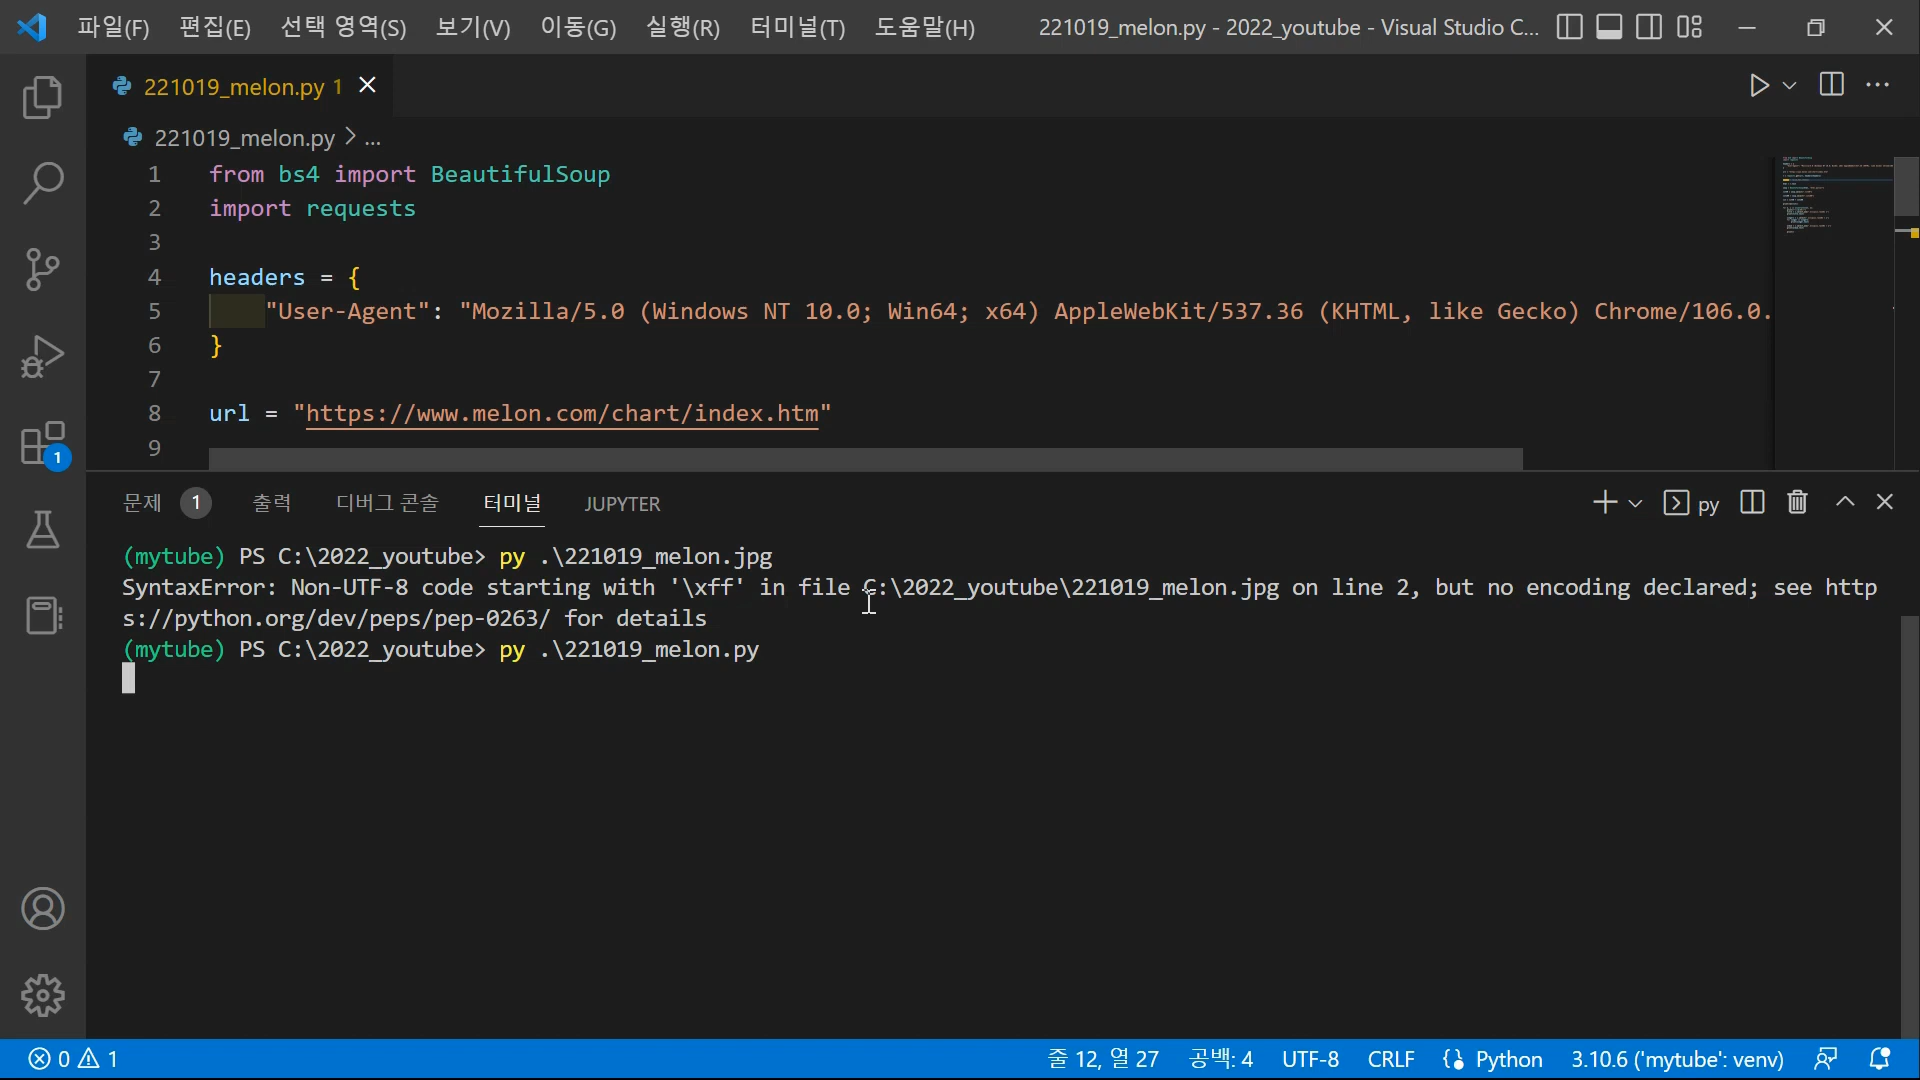 파일(F) 편집(E) 선택 영역(S) 보기(V) 이동(G) 실행(R) 터미널(T) 도움말(H) 221019_melon.py - 2022_youtube - Visual Studio C...
221019_melon.py 1
221019_melon.py > ...
1 from bs4 import BeautifulSoup
2 import requests
3
4 headers = {
5 "User-Agent": "Mozilla/5.0 (Windows NT 10.0; Win64; x64) AppleWebKit/537.36 (KHTML, like Gecko) Chrome/106.0.
6 }
7
8 url = "https://www.melon.com/chart/index.htm"
9
1
문제 1 출력 디버그 콘솔 터미널 JUPYTER py
(mytube) PS C:\2022_youtube> py .\221019_melon.jpg
SyntaxError: Non-UTF-8 code starting with '\xff' in file C:\2022_youtube\221019_melon.jpg on line 2, but no encoding declared; see http
s://python.org/dev/peps/pep-0263/ for details
(mytube) PS C:\2022_youtube> py .\221019_melon.py
0 1 줄 12, 열 27 공백: 4 UTF-8 CRLF Python 3.10.6 ('mytube': venv)